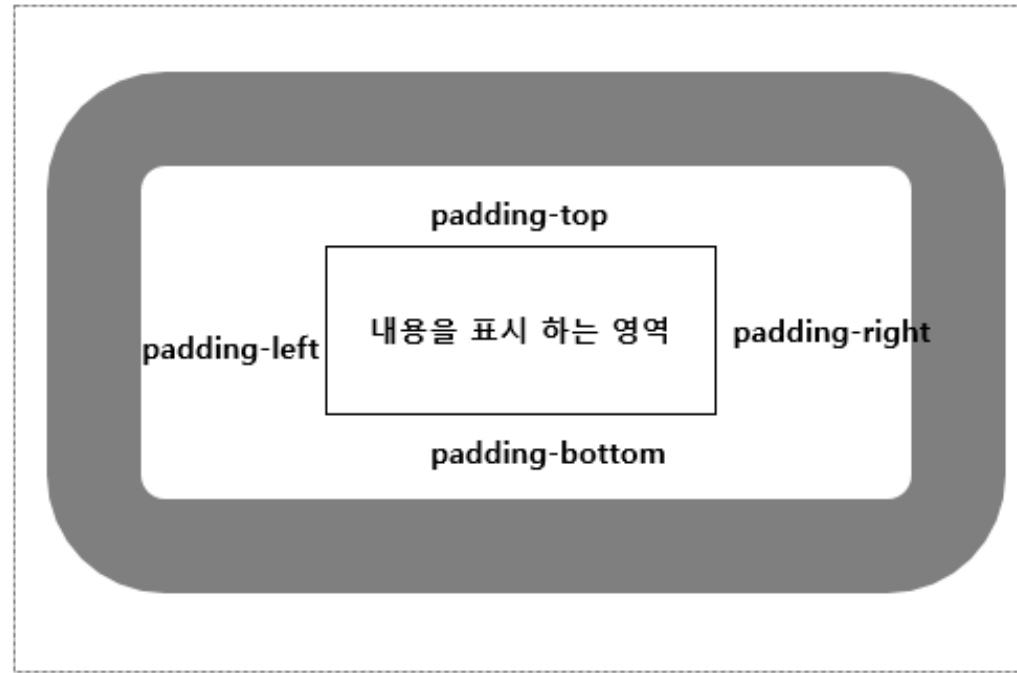 padding-top
내용을 표시 하는 영역
padding-left
padding-right
padding-bottom